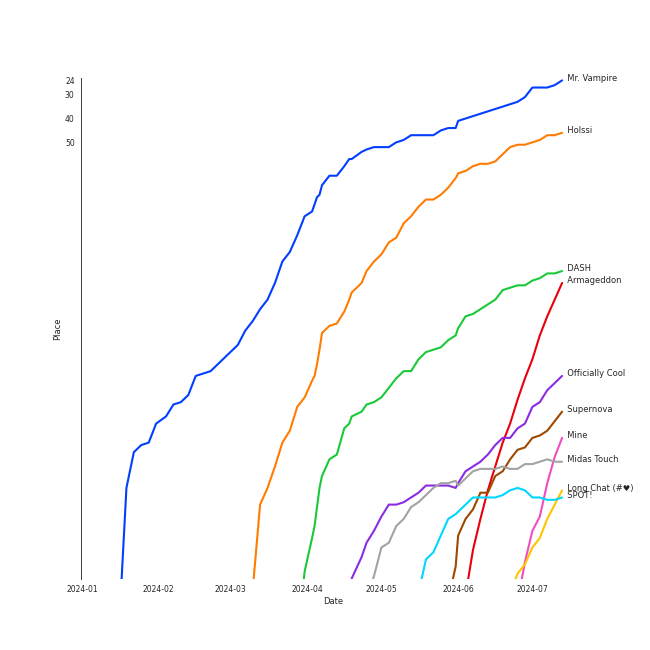 24
30
40
50
Place
Mr. Vampire
Holssi
DASH
Armageddon
Officially Cool
Supernova
Mine
Midas Touch
Long Chat (#♥)
SPOT!
2024-01
2024-02
2024-03
2024-04
2024-05
2024-06
2024-07
Date